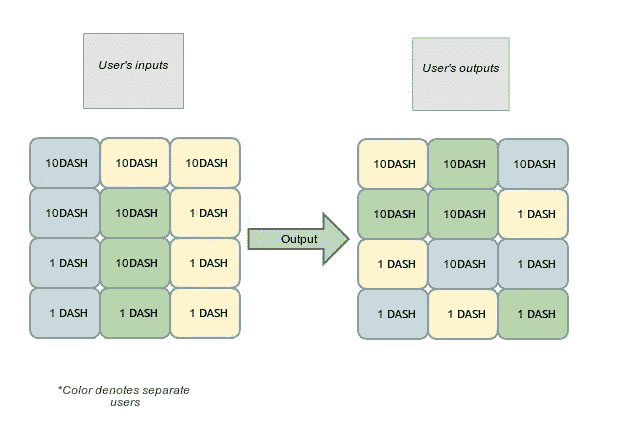 User's inputs
User's outputs
10DASH 10DASH 10DASH
10DASH 10DASH 1 DASH
1 DASH 10DASH 1 DASH
1 DASH 1 DASH 1 DASH
Output
10DASH 10DASH 10DASH
10DASH 10DASH 1 DASH
1 DASH 10DASH 1 DASH
1 DASH 1 DASH 1 DASH
*Color denotes separate
users